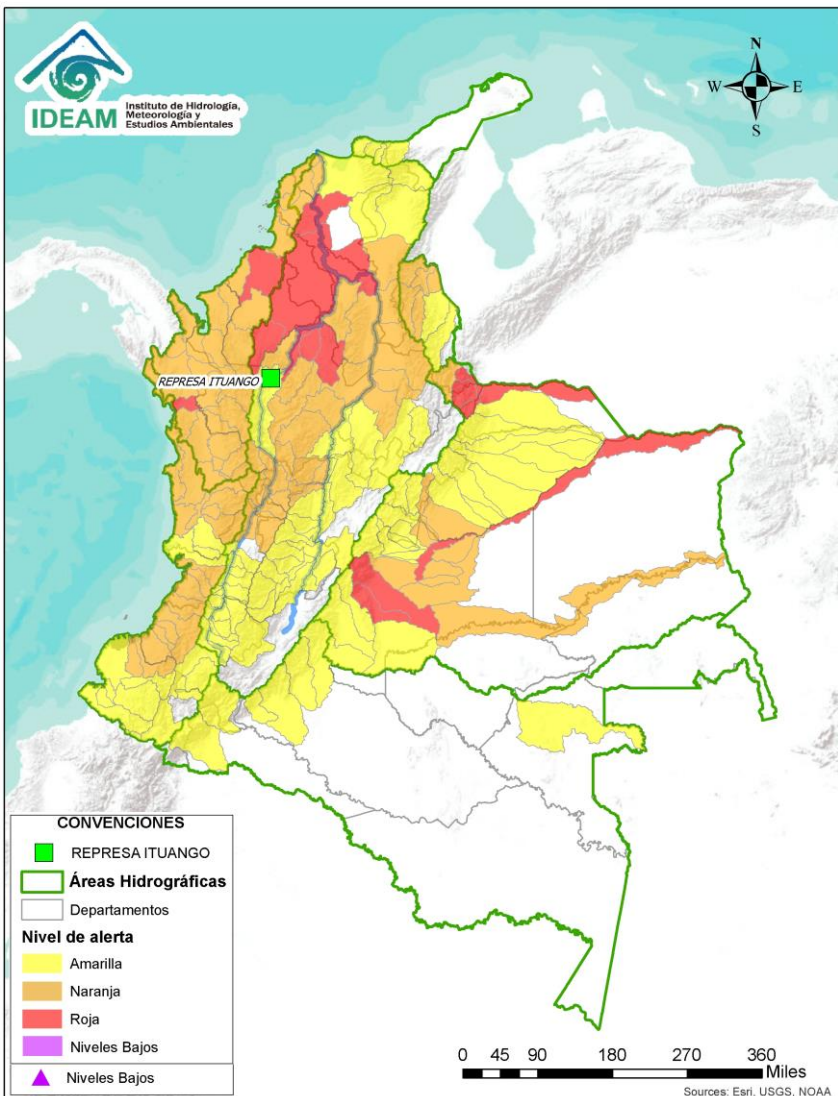 IDEAM
Instituto de Hidrología,
Meteorología y
Estudios Ambientales
N
W
E
S
REPRESA ITUANGO
CONVENCIONES
REPRESA ITUANGO
Áreas Hidrográficas
Departamentos
Nivel de alerta
Amarilla
Naranja
Roja
Niveles Bajos
Niveles Bajos
0 45 90 180 270 360
Miles
Sources: Esri, USGS, NOAA